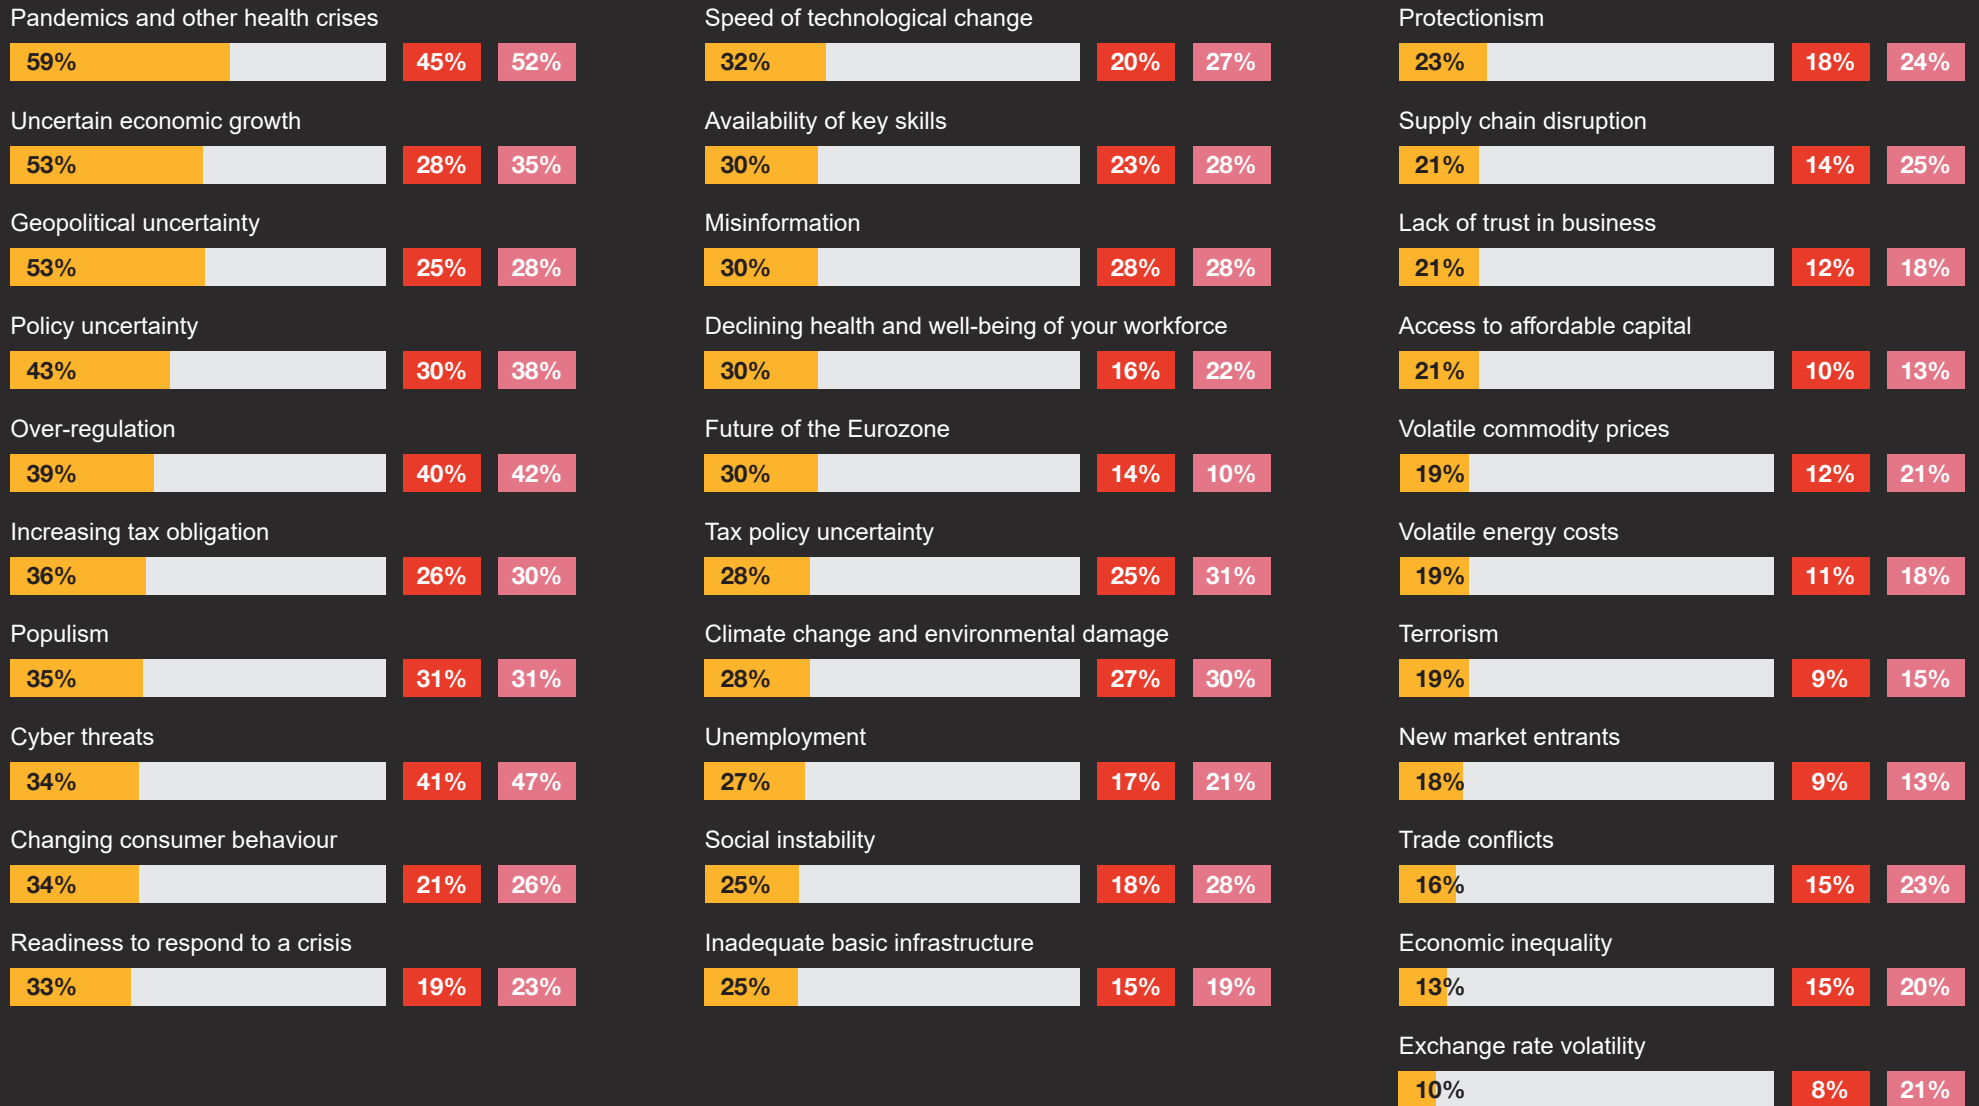 Pandemics and other health crises
59% 45% 52%
Uncertain economic growth
53% 28% 35%
Geopolitical uncertainty
53% 25% 28%
Policy uncertainty
43% 30% 38%
Over-regulation
39% 40% 42%
Increasing tax obligation
36% 26% 30%
Populism
35% 31% 31%
Cyber threats
34% 41% 47%
Changing consumer behaviour
34% 21% 26%
Readiness to respond to a crisis
33% 19% 23%
Speed of technological change
32% 20% 27%
Availability of key skills
30% 23% 28%
Misinformation
30% 28% 28%
Declining health and well-being of your workforce
30% 16% 22%
Future of the Eurozone
30% 14% 10%
Tax policy uncertainty
28% 25% 31%
Climate change and environmental damage
28% 27% 30%
Unemployment
27% 17% 21%
Social instability
25% 18% 28%
Inadequate basic infrastructure
25% 15% 19%
Protectionism
23% 18% 24%
Supply chain disruption
21% 14% 25%
Lack of trust in business
21% 12% 18%
Access to affordable capital
21% 10% 13%
Volatile commodity prices
19% 12% 21%
Volatile energy costs
19% 11% 18%
Terrorism
19% 9% 15%
New market entrants
18% 9% 13%
Trade conflicts
16% 15% 23%
Economic inequality
13% 15% 20%
Exchange rate volatility
10% 8% 21%